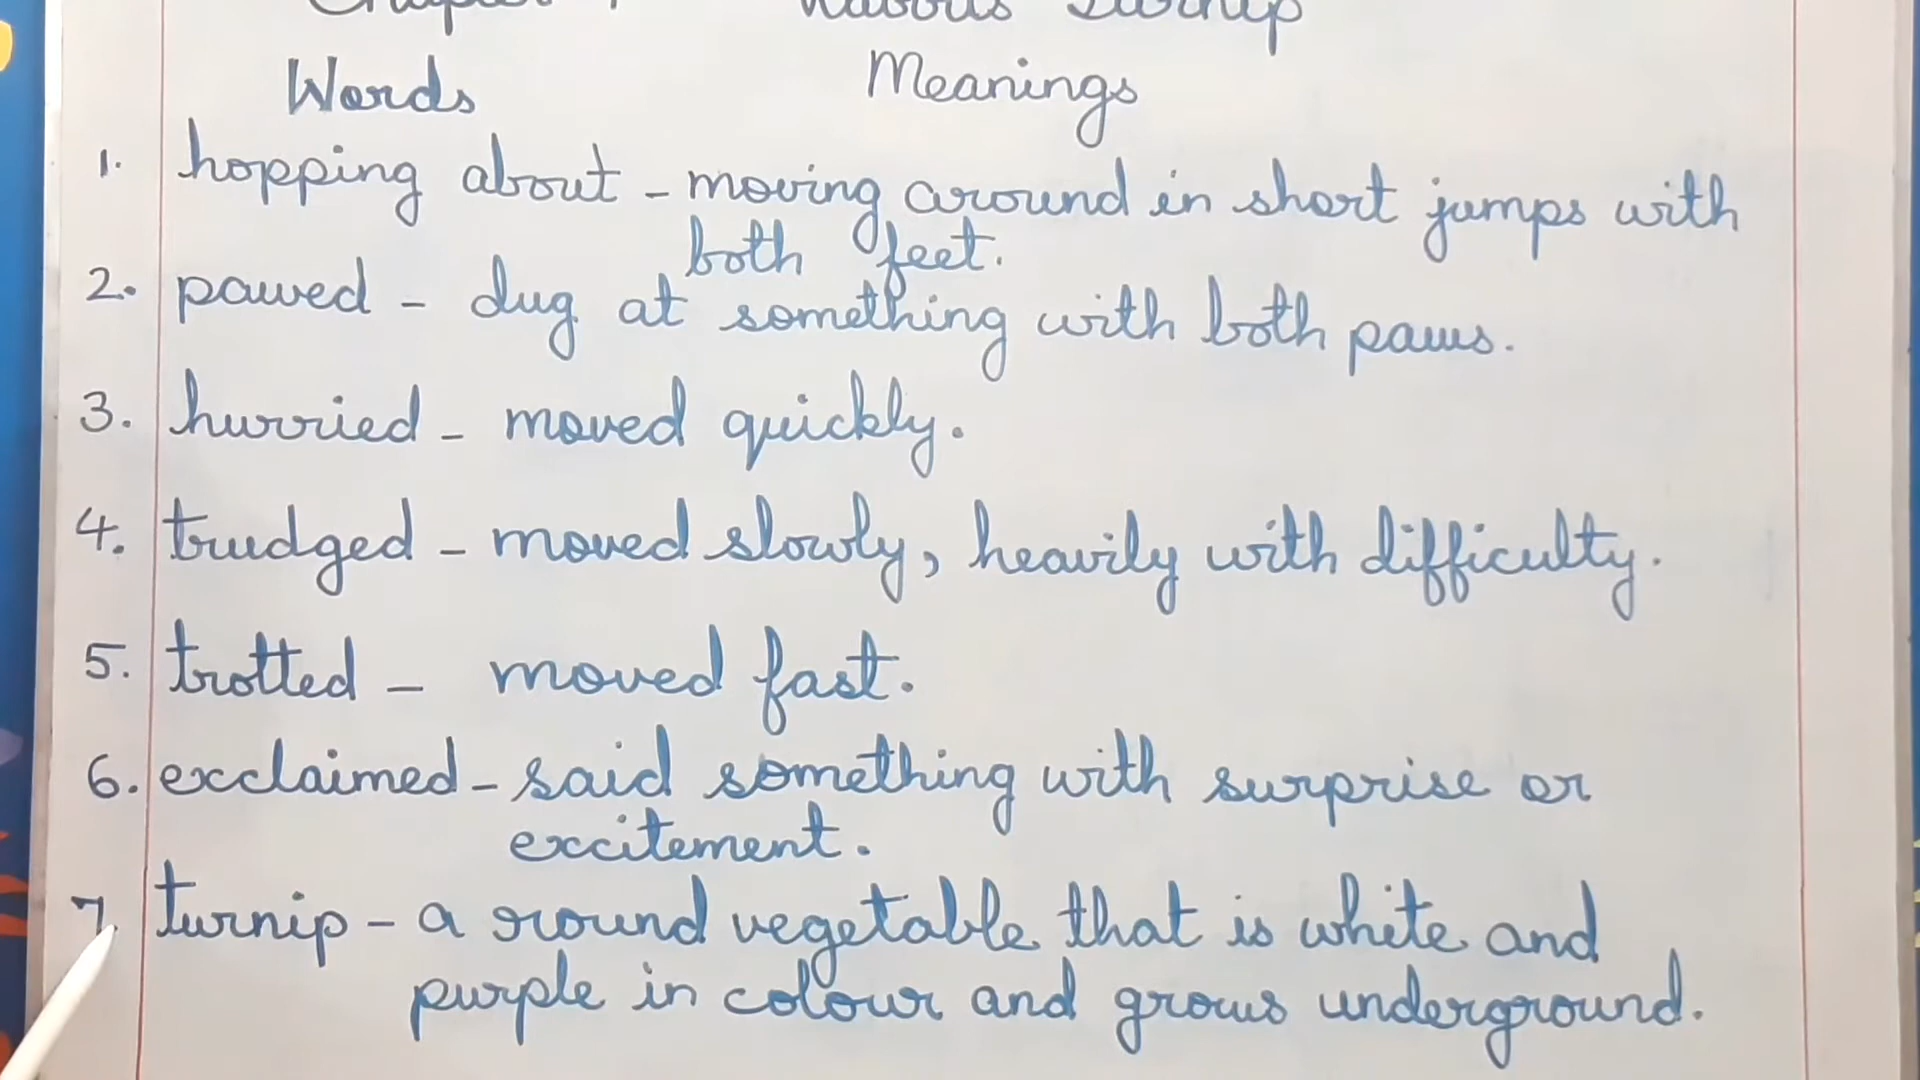 Chapter
Turnip
Words Meanings
1. hopping about - moving around in short jumps with
both feet.
2. pawed - dug at something with both paws.
3. hurried - moved quickly.
4. trudged - moved slowly, heavily with difficulty.
5. trotted - moved fast.
6. exclaimed - said something with surprise or
excitement.
7. turnip - a round vegetable that is white and
purple in colour and grows underground.